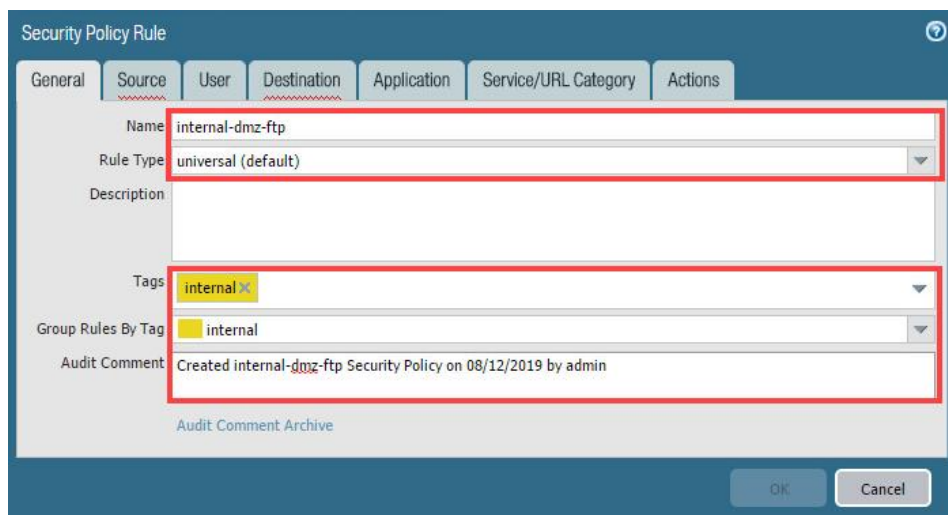 Security Policy Rule
General Source User Destination Application Service/URL Category Actions
Name internal-dmz-ftp
Rule Type universal (default)
Description
Tags internal
Group Rules By Tag internal
Audit Comment Created internal-dmz-ftp Security Policy on 08/12/2019 by admin
Audit Comment Archive
OK Cancel